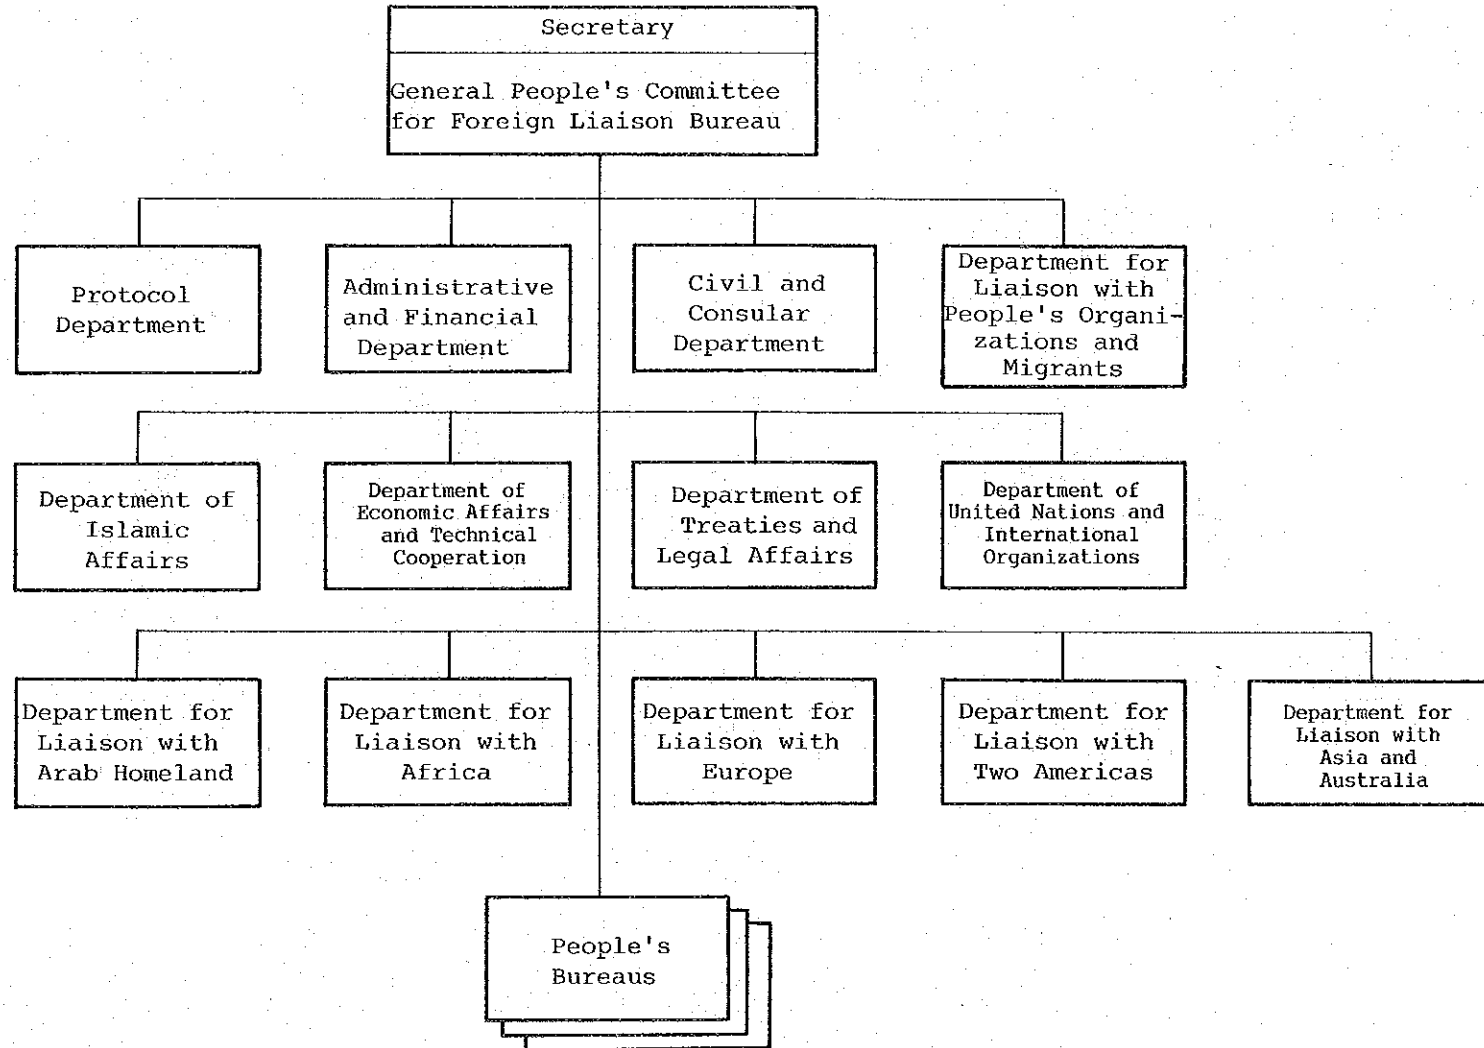 Secretary
General People's Committee
for Foreign Liaison Bureau
Protocol
Department
Administrative
and Financial
Department
Civil and
Consular
Department
Department for
Liaison with
People's Organi-
zations and
Migrants
Department of
Islamic
Affairs
Department of
Economic Affairs
and Technical
Cooperation
Department of
Treaties and
Legal Affairs
Department of
United Nations and
International
Organizations
Department for
Liaison with
Arab Homeland
Department for
Liaison with
Africa
Department for
Liaison with
Europe
Department for
Liaison with
Two Americas
Department for
Liaison with
Asia and
Australia
People's
Bureaus